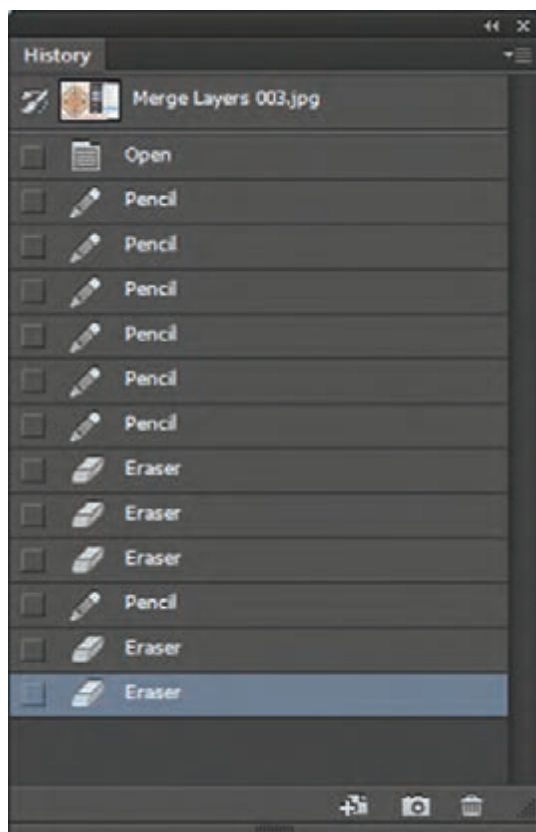 History
Merge Layers 003.jpg
Open
Pencil
Pencil
Pencil
Pencil
Pencil
Pencil
Eraser
Eraser
Eraser
Pencil
Eraser
Eraser